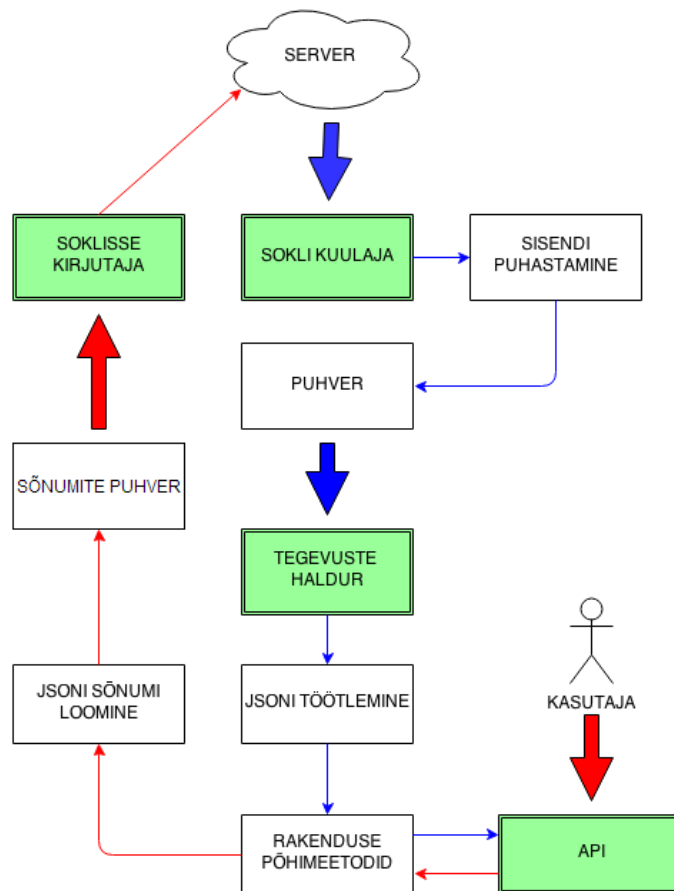 SERVER
SOKLISSE
KIRJUTAJA
SOKLI KUULAJA
SISENDI
PUHASTAMINE
PUHVER
SÕNUMITE PUHVER
TEGEVUSTE
HALDUR
JSONI SÕNUMI
LOOMINE
JSONI TÖÖTLEMINE
KASUTAJA
RAKENDUSE
PÕHIMEETODID
API